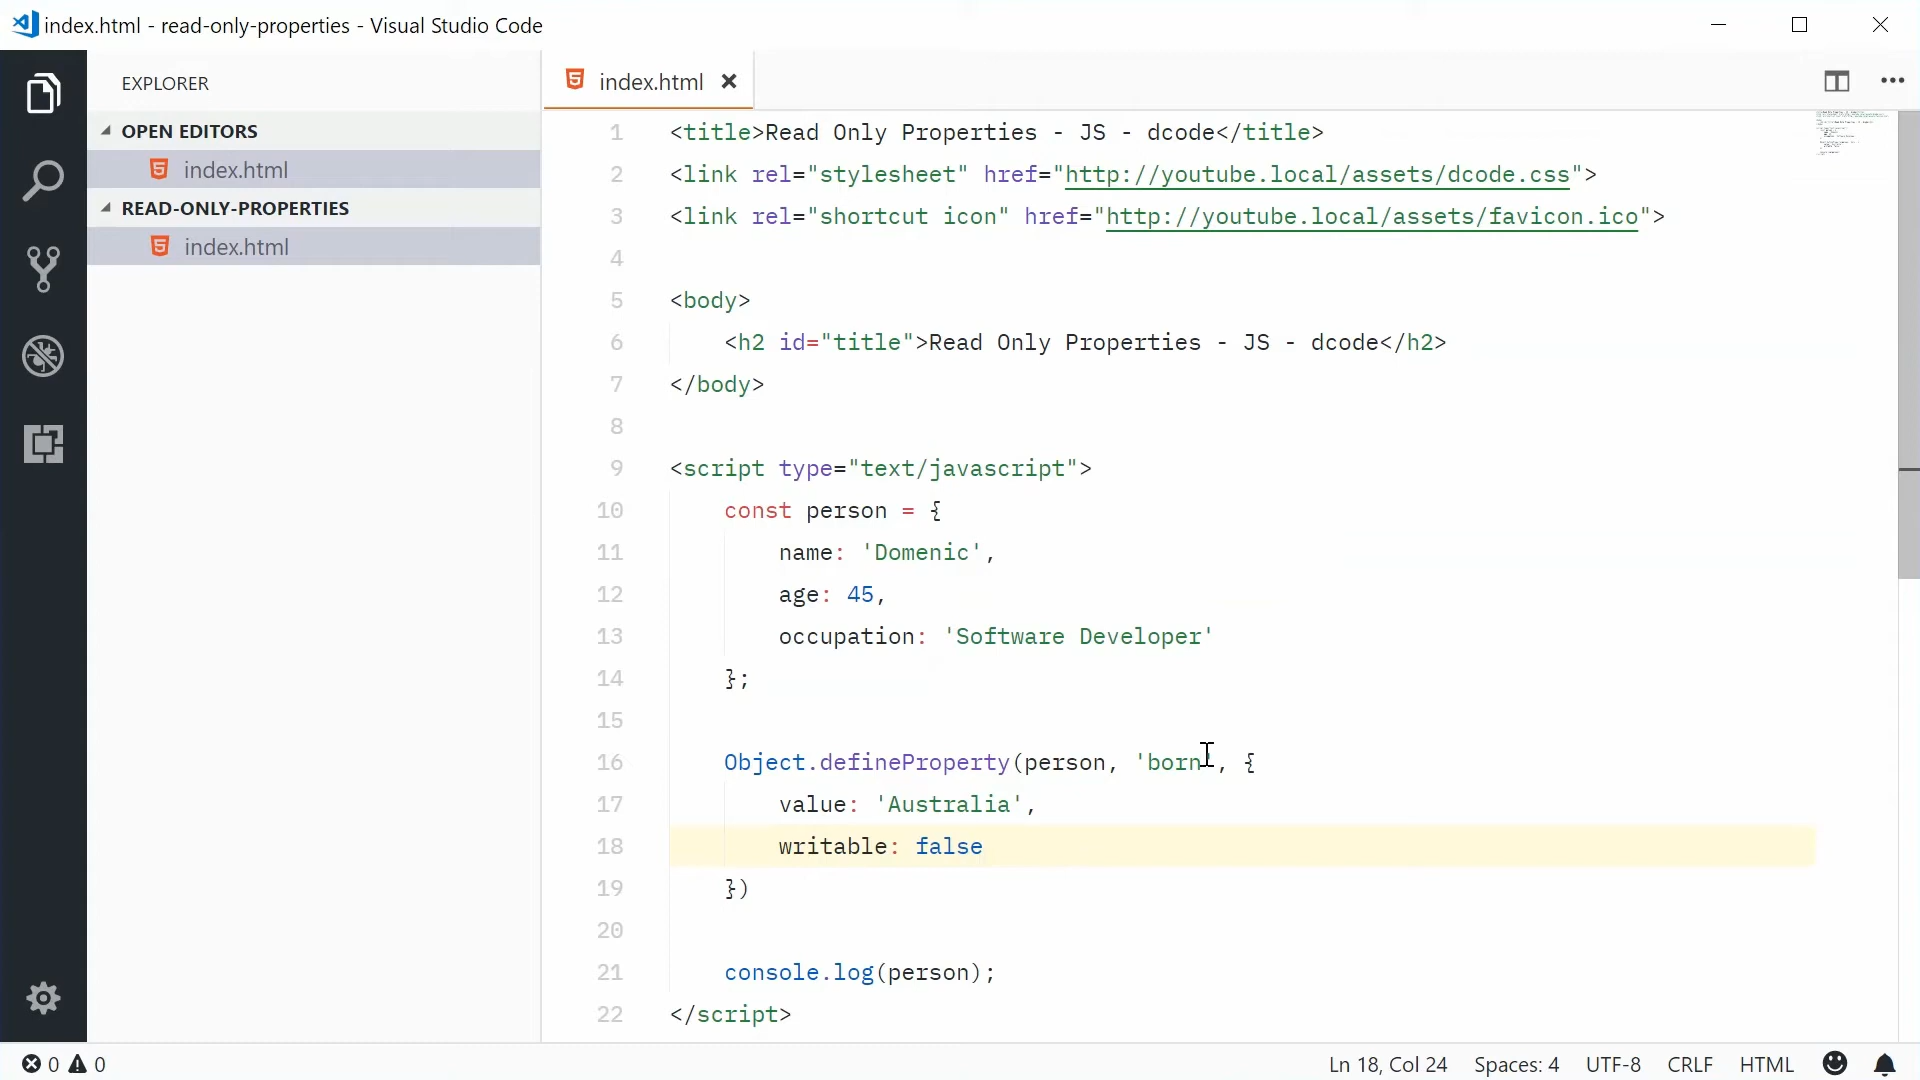 index.html - read-only-properties - Visual Studio Code
EXPLORER
OPEN EDITORS
index.html
READ-ONLY-PROPERTIES
index.html
index.html
1 <title>Read Only Properties - JS - dcode</title>
2 <link rel="stylesheet" href="http://youtube.local/assets/dcode.css">
3 <link rel="shortcut icon" href="http://youtube.local/assets/favicon.ico">
4
5 <body>
6     <h2 id="title">Read Only Properties - JS - dcode</h2>
7 </body>
8
9 <script type="text/javascript">
10     const person = {
11         name: 'Domenic',
12         age: 45,
13         occupation: 'Software Developer'
14     };
15
16     Object.defineProperty(person, 'born', {
17         value: 'Australia',
18         writable: false
19     })
20
21     console.log(person);
22 </script>
0 0
Ln 18, Col 24 Spaces: 4 UTF-8 CRLF HTML